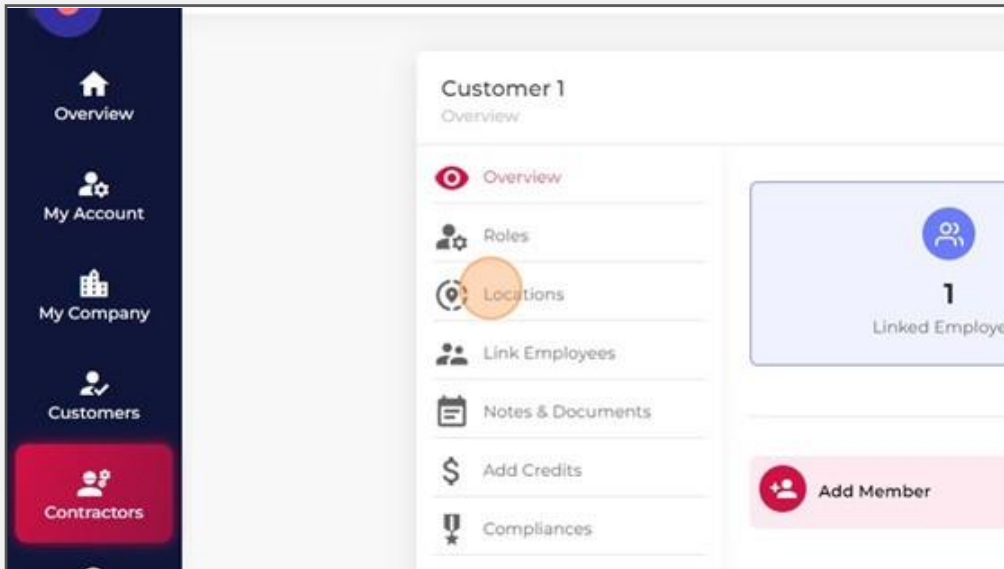 Overview
My Account
My Company
Customers
Contractors
Customer 1
Overview
Overview
Roles
Locations
Link Employees
Notes & Documents
$ Add Credits
Compliances
1
Linked Employe
Add Member